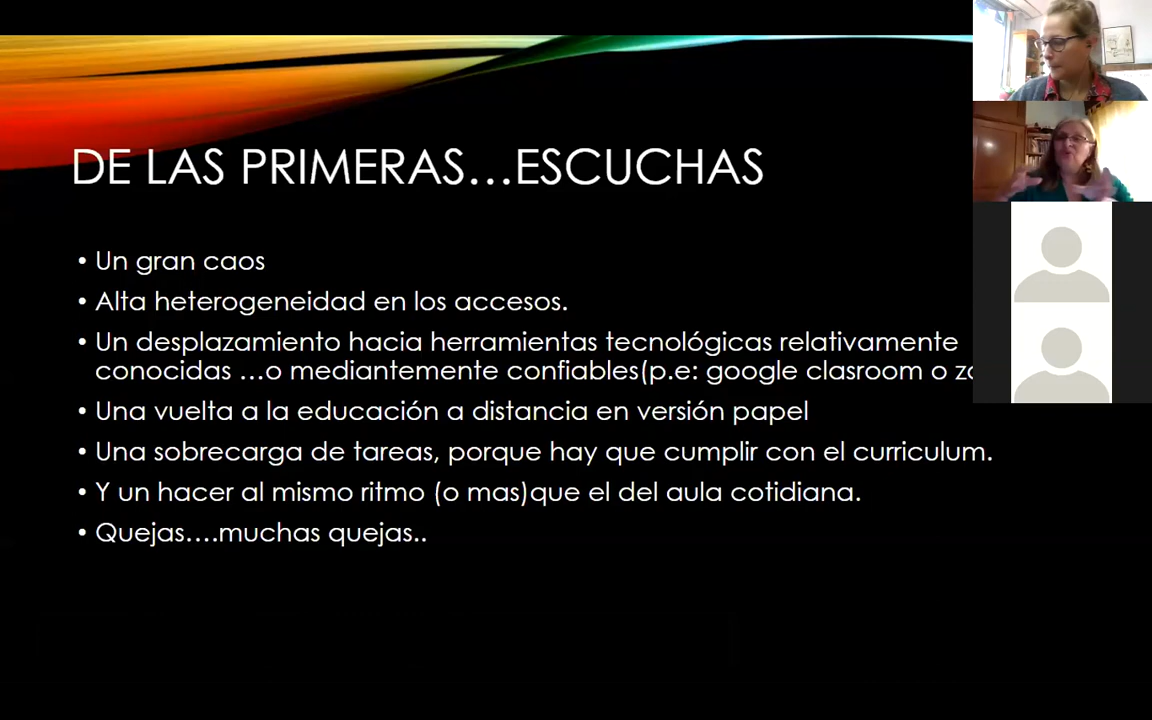 DE LAS PRIMERAS...ESCUCHAS
• Un gran caos
• Alta heterogeneidad en los accesos.
• Un desplazamiento hacia herramientas tecnológicas relativamente
conocidas ...o mediantemente confiables(p.e: google clasroom o
• Una vuelta a la educación a distancia en versión papel
• Una sobrecarga de tareas, porque hay que cumplir con el curriculum.
• Y un hacer al mismo ritmo (o mas)que el del aula cotidiana.
• Quejas....muchas quejas..